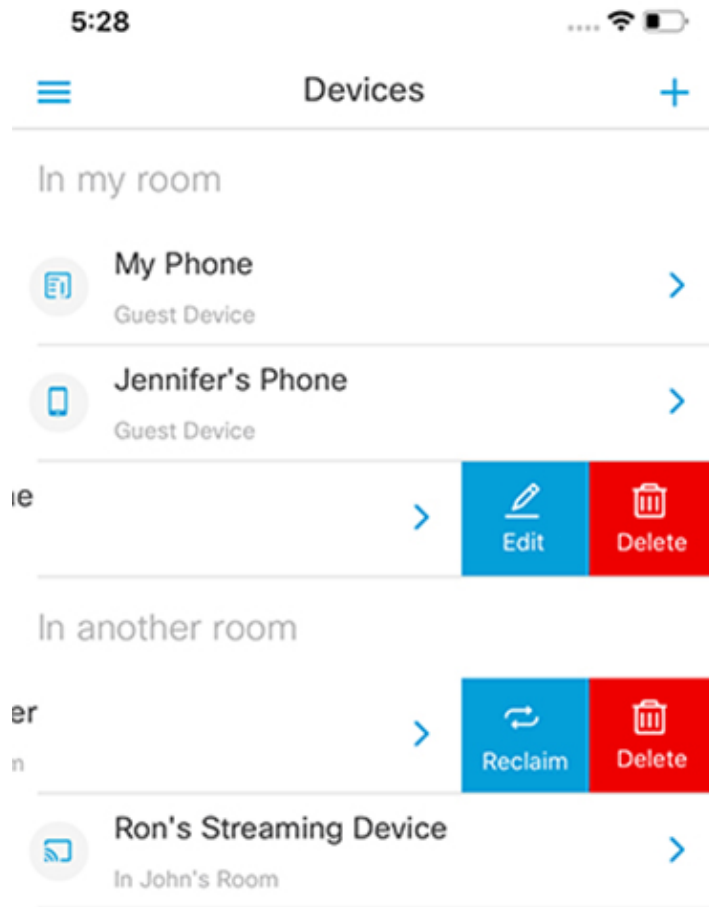 5:28
Devices
In my room
My Phone
Guest Device
Jennifer's Phone
Guest Device
Edit
Delete
In another room
er
Reclaim
Delete
Ron's Streaming Device
In John's Room